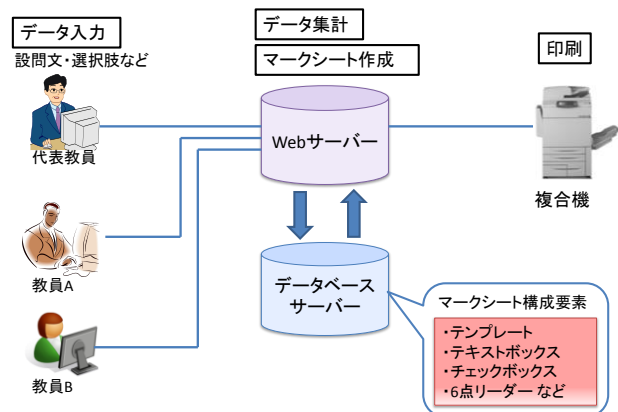 データ入力
設問文・選択肢など
代表教員
教員A
教員B
データ集計
マークシート作成
Webサーバー
データベース
サーバー
印刷
複合機
マークシート構成要素
・テンプレート
・テキストボックス
・チェックボックス
・6点リーダー など